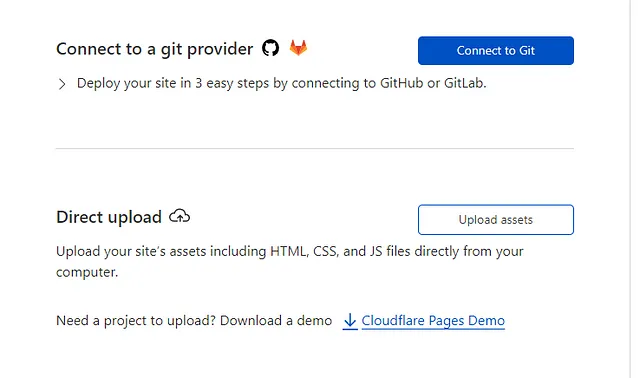 Connect to a git provider
Connect to Git
Deploy your site in 3 easy steps by connecting to GitHub or GitLab.
Direct upload
Upload assets
Upload your site's assets including HTML, CSS, and JS files directly from your
computer.
Need a project to upload? Download a demo Cloudflare Pages Demo